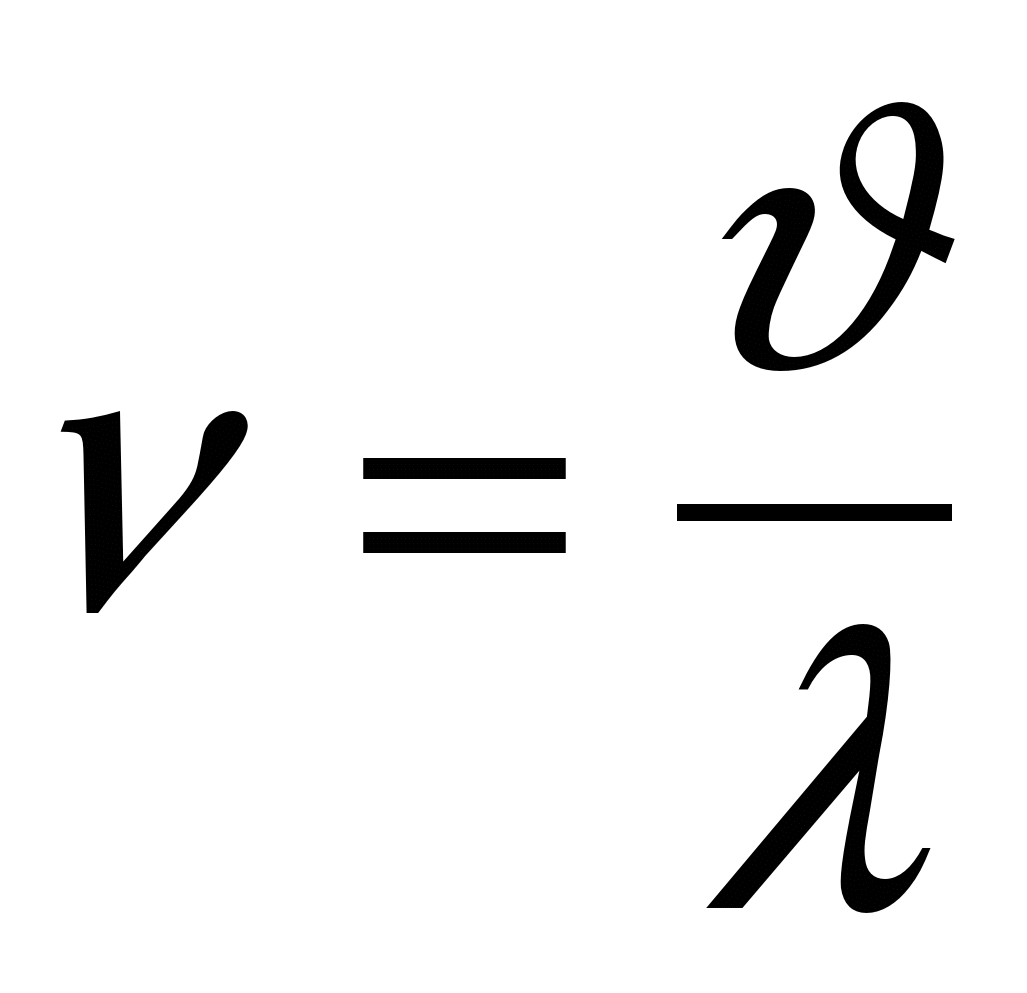 ν = ϑ / λ